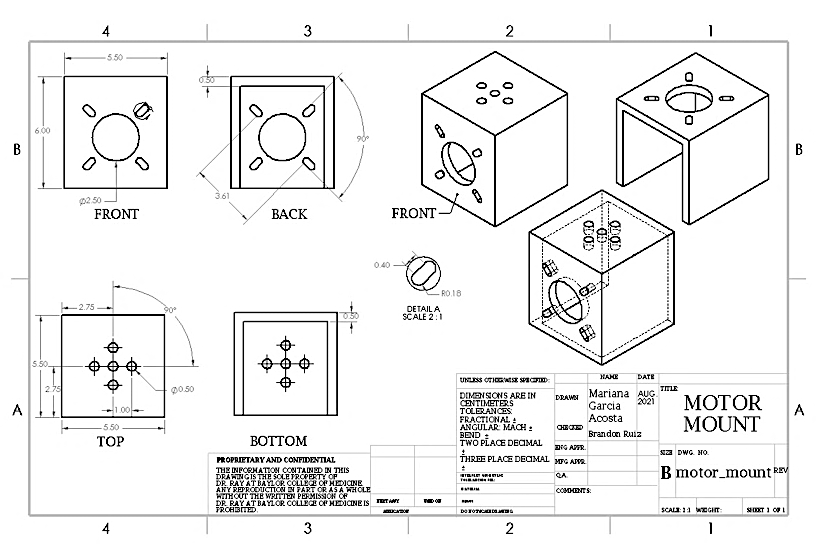 4 3 2 1
5.50
6.00
Ø2.50
FRONT
0.50
90°
3.61
BACK
FRONT
B B
0.40
R0.18
DETAIL A
SCALE 2 : 1
2.75
90°
5.50
2.75
Ø0.50
1.00
5.50
TOP
0.50
BOTTOM
A A
UNLESS OTHERWISE SPECIFIED:
DIMENSIONS ARE IN
CENTIMETERS
TOLERANCES:
FRACTIONAL ±
ANGULAR: MACH ±
BEND ±
TWO PLACE DECIMAL
±
THREE PLACE DECIMAL
±
NAME DATE
DRAWN Mariana Garcia Acosta AUG. 2021
CHECKED Brandon Ruiz
ENG APPR.
MFG APPR.
Q.A.
COMMENTS:
TITLE:
MOTOR
MOUNT
SIZE DWG. NO. REV
B motor_mount
WEIGHT: SHEET 1 OF 1
PROPRIETARY AND CONFIDENTIAL
THE INFORMATION CONTAINED IN THIS
DRAWING IS THE SOLE PROPERTY OF
DR. RAY AT BAYLOR COLLEGE OF MEDICINE.
ANY REPRODUCTION IN PART OR AS A WHOLE
WITHOUT THE WRITTEN PERMISSION OF
DR. RAY AT BAYLOR COLLEGE OF MEDICINE IS
PROHIBITED.
NEXT ASSY USED ON
APPLICATION
DO NOT SCALE DRAWING
4 3 2 1